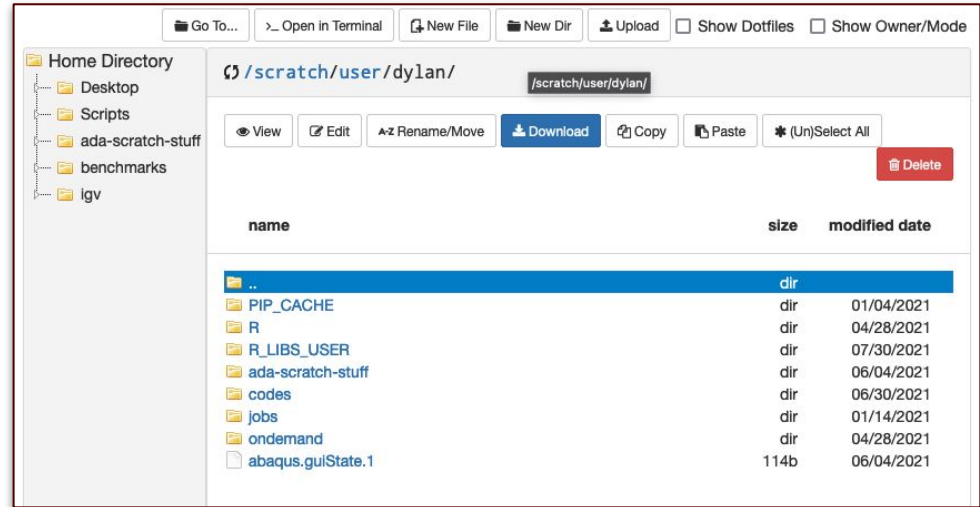 Go To... >_ Open in Terminal New File New Dir Upload Show Dotfiles Show Owner/Mode
Home Directory
Desktop
Scripts
ada-scratch-stuff
benchmarks
igv
/scratch/user/dylan/
/scratch/user/dylan/
View Edit A-Z Rename/Move Download Copy Paste (Un)Select All
Delete
name size modified date
.. dir
PIP_CACHE dir 01/04/2021
R dir 04/28/2021
R_LIBS_USER dir 07/30/2021
ada-scratch-stuff dir 06/04/2021
codes dir 06/30/2021
jobs dir 01/14/2021
ondemand dir 04/28/2021
abaqus.guiState.1 114b 06/04/2021